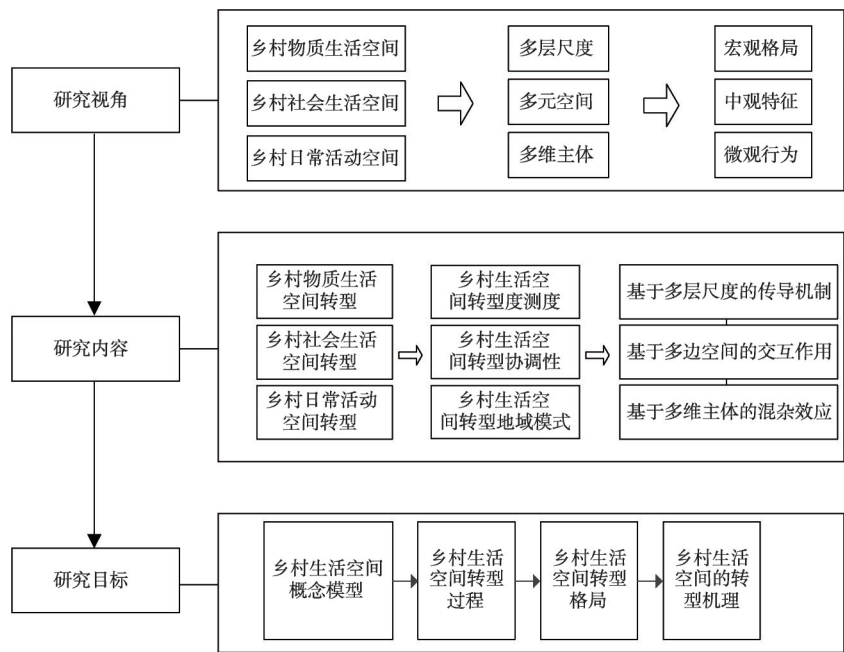 研究视角
乡村物质生活空间
乡村社会生活空间
乡村日常活动空间
多层尺度
多元空间
多维主体
宏观格局
中观特征
微观行为
研究内容
乡村物质生活
空间转型
乡村社会生活
空间转型
乡村日常活动
空间转型
乡村生活空
间转型度测度
乡村生活空
间转型协调性
乡村生活空
间转型地域模式
基于多层尺度的传导机制
基于多边空间的交互作用
基于多维主体的混杂效应
研究目标
乡村生活空间
概念模型
乡村生活
空间转型
过程
乡村生活
空间转型
格局
乡村生活
空间的转
型机理